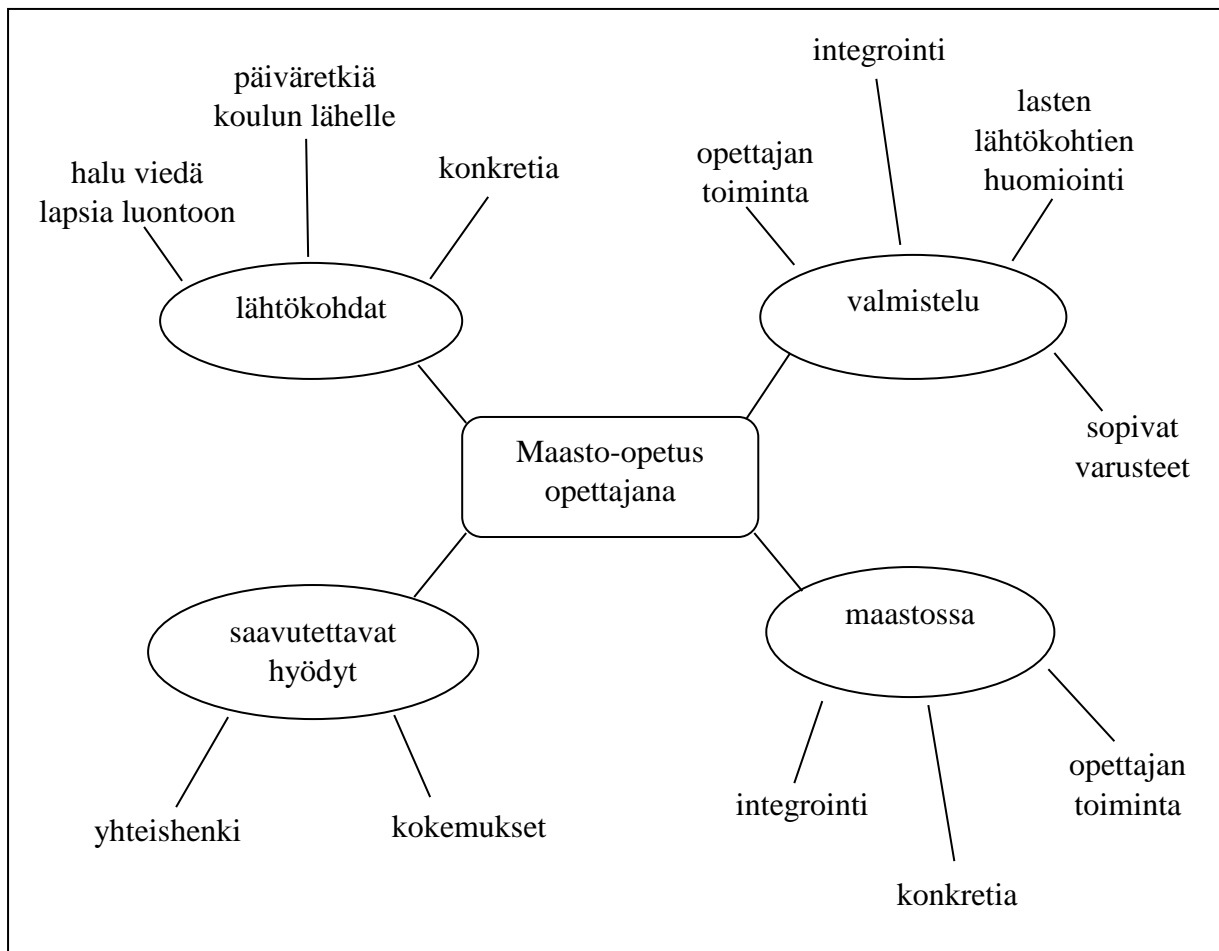 päiväretkiä
koulun lähelle
halu viedä
lapsia luontoon
konkretia
lähtökohdat
integrointi
opettajan
toiminta
lasten
lähtökohtien
huomiointi
valmistelu
sopivat
varusteet
Maasto-opetus
opettajana
saavutettavat
hyödyt
yhteishenki
kokemukset
maastossa
integrointi
konkretia
opettajan
toiminta